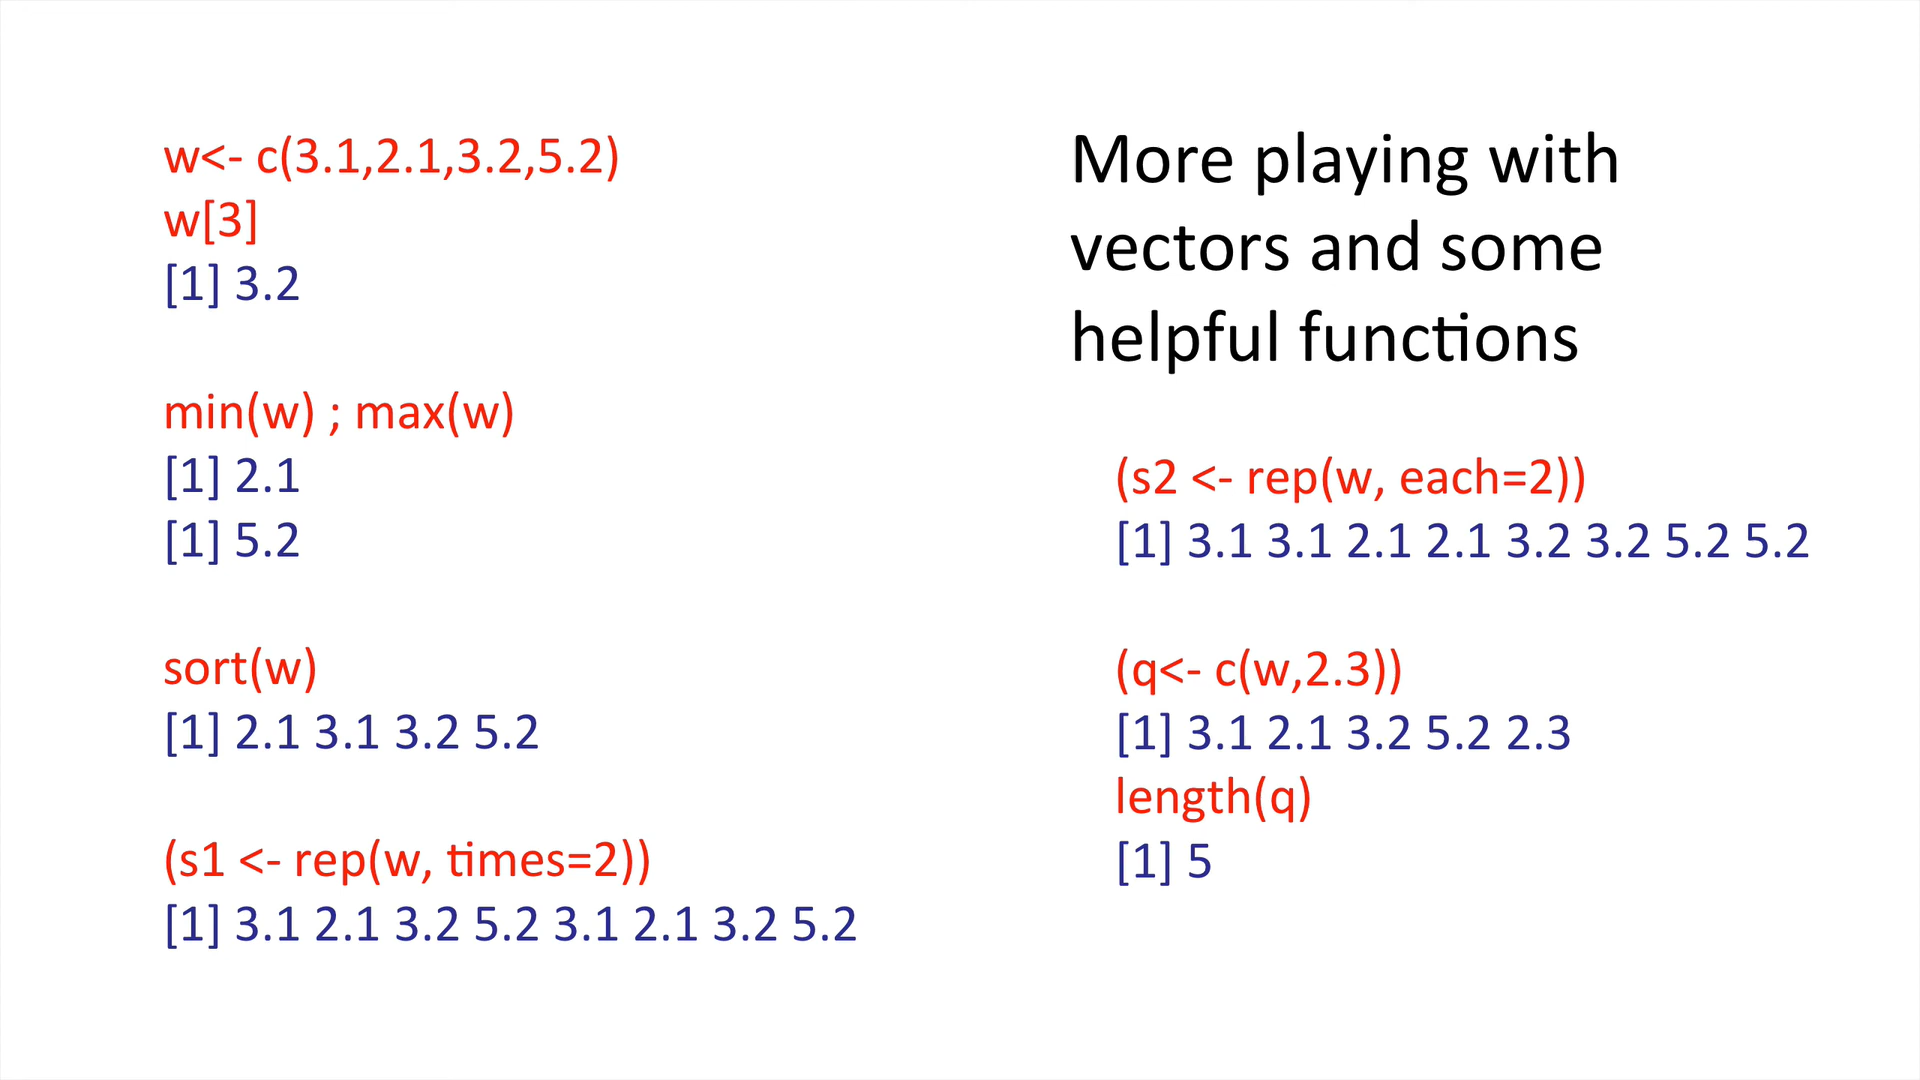 w<- c(3.1,2.1,3.2,5.2)
w[3]
[1] 3.2
min(w) ; max(w)
[1] 2.1
[1] 5.2
sort(w)
[1] 2.1 3.1 3.2 5.2
(s1 <- rep(w, times=2))
[1] 3.1 2.1 3.2 5.2 3.1 2.1 3.2 5.2
More playing with
vectors and some
helpful functions
(s2 <- rep(w, each=2))
[1] 3.1 3.1 2.1 2.1 3.2 3.2 5.2 5.2
(q<- c(w,2.3))
[1] 3.1 2.1 3.2 5.2 2.3
length(q)
[1] 5